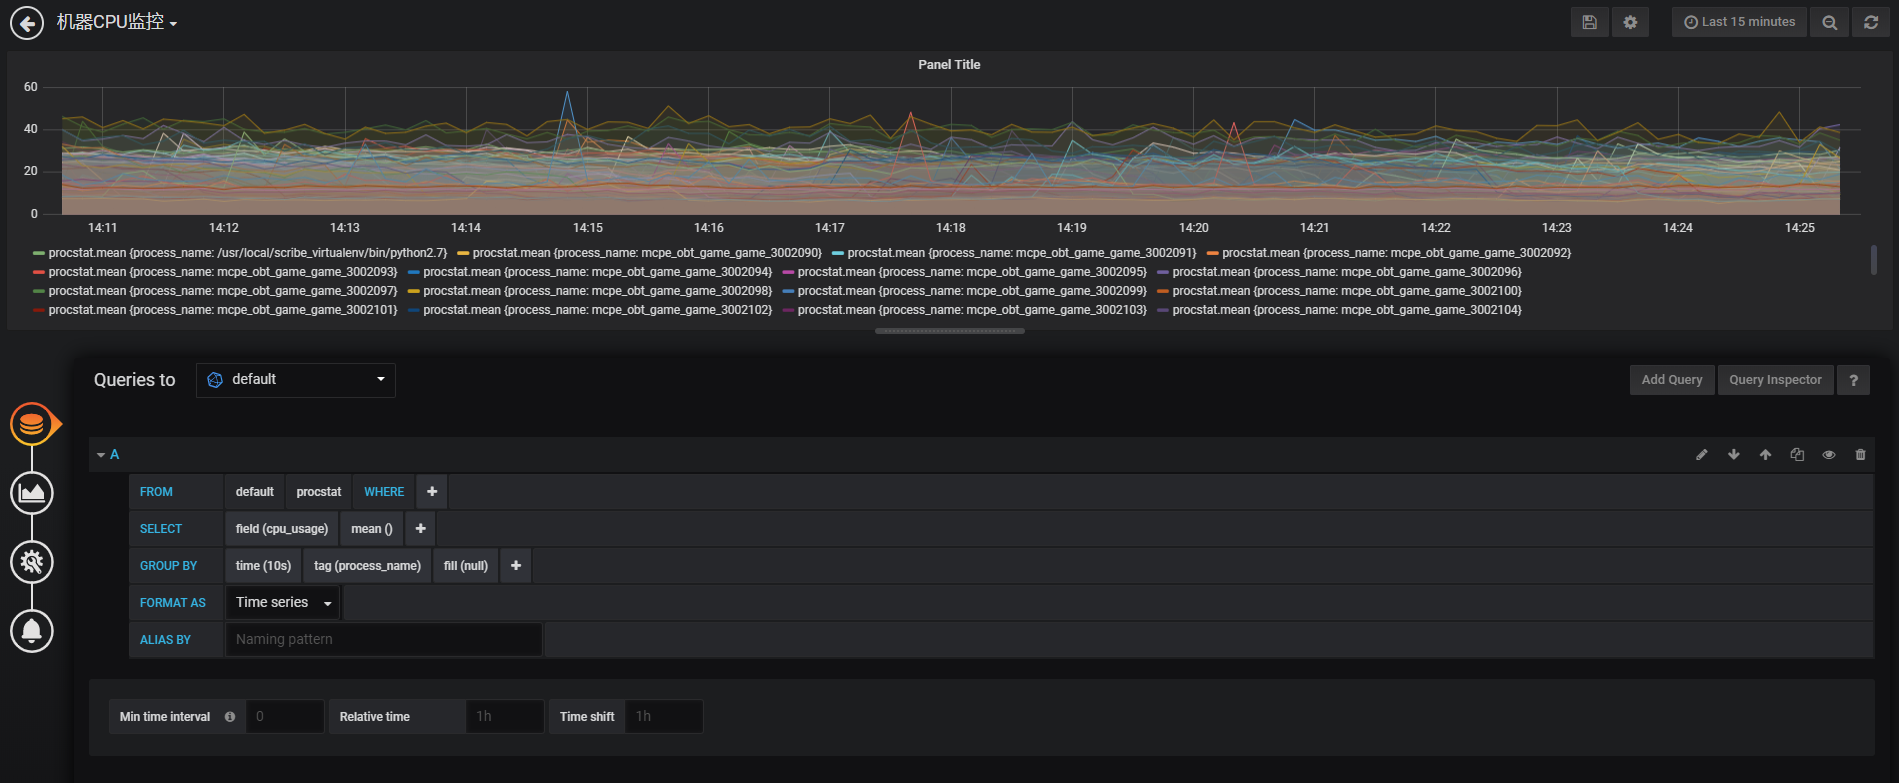 机器CPU监控
Last 15 minutes
Panel Title
60
40
20
0
14:11 14:12 14:13 14:14 14:15 14:16 14:17 14:18 14:19 14:20 14:21 14:22 14:23 14:24 14:25
procstat.mean {process_name: /usr/local/scribe_virtualenv/bin/python2.7} procstat.mean {process_name: mcpe_obt_game_game_3002090} procstat.mean {process_name: mcpe_obt_game_game_3002091} procstat.mean {process_name: mcpe_obt_game_game_3002092}
procstat.mean {process_name: mcpe_obt_game_game_3002093} procstat.mean {process_name: mcpe_obt_game_game_3002094} procstat.mean {process_name: mcpe_obt_game_game_3002095} procstat.mean {process_name: mcpe_obt_game_game_3002096}
procstat.mean {process_name: mcpe_obt_game_game_3002097} procstat.mean {process_name: mcpe_obt_game_game_3002098} procstat.mean {process_name: mcpe_obt_game_game_3002099} procstat.mean {process_name: mcpe_obt_game_game_3002100}
procstat.mean {process_name: mcpe_obt_game_game_3002101} procstat.mean {process_name: mcpe_obt_game_game_3002102} procstat.mean {process_name: mcpe_obt_game_game_3002103} procstat.mean {process_name: mcpe_obt_game_game_3002104}
Queries to default Add Query Query Inspector ?
A
FROM default procstat WHERE +
SELECT field (cpu_usage) mean () +
GROUP BY time (10s) tag (process_name) fill (null) +
FORMAT AS Time series
ALIAS BY Naming pattern
Min time interval 0 Relative time 1h Time shift 1h